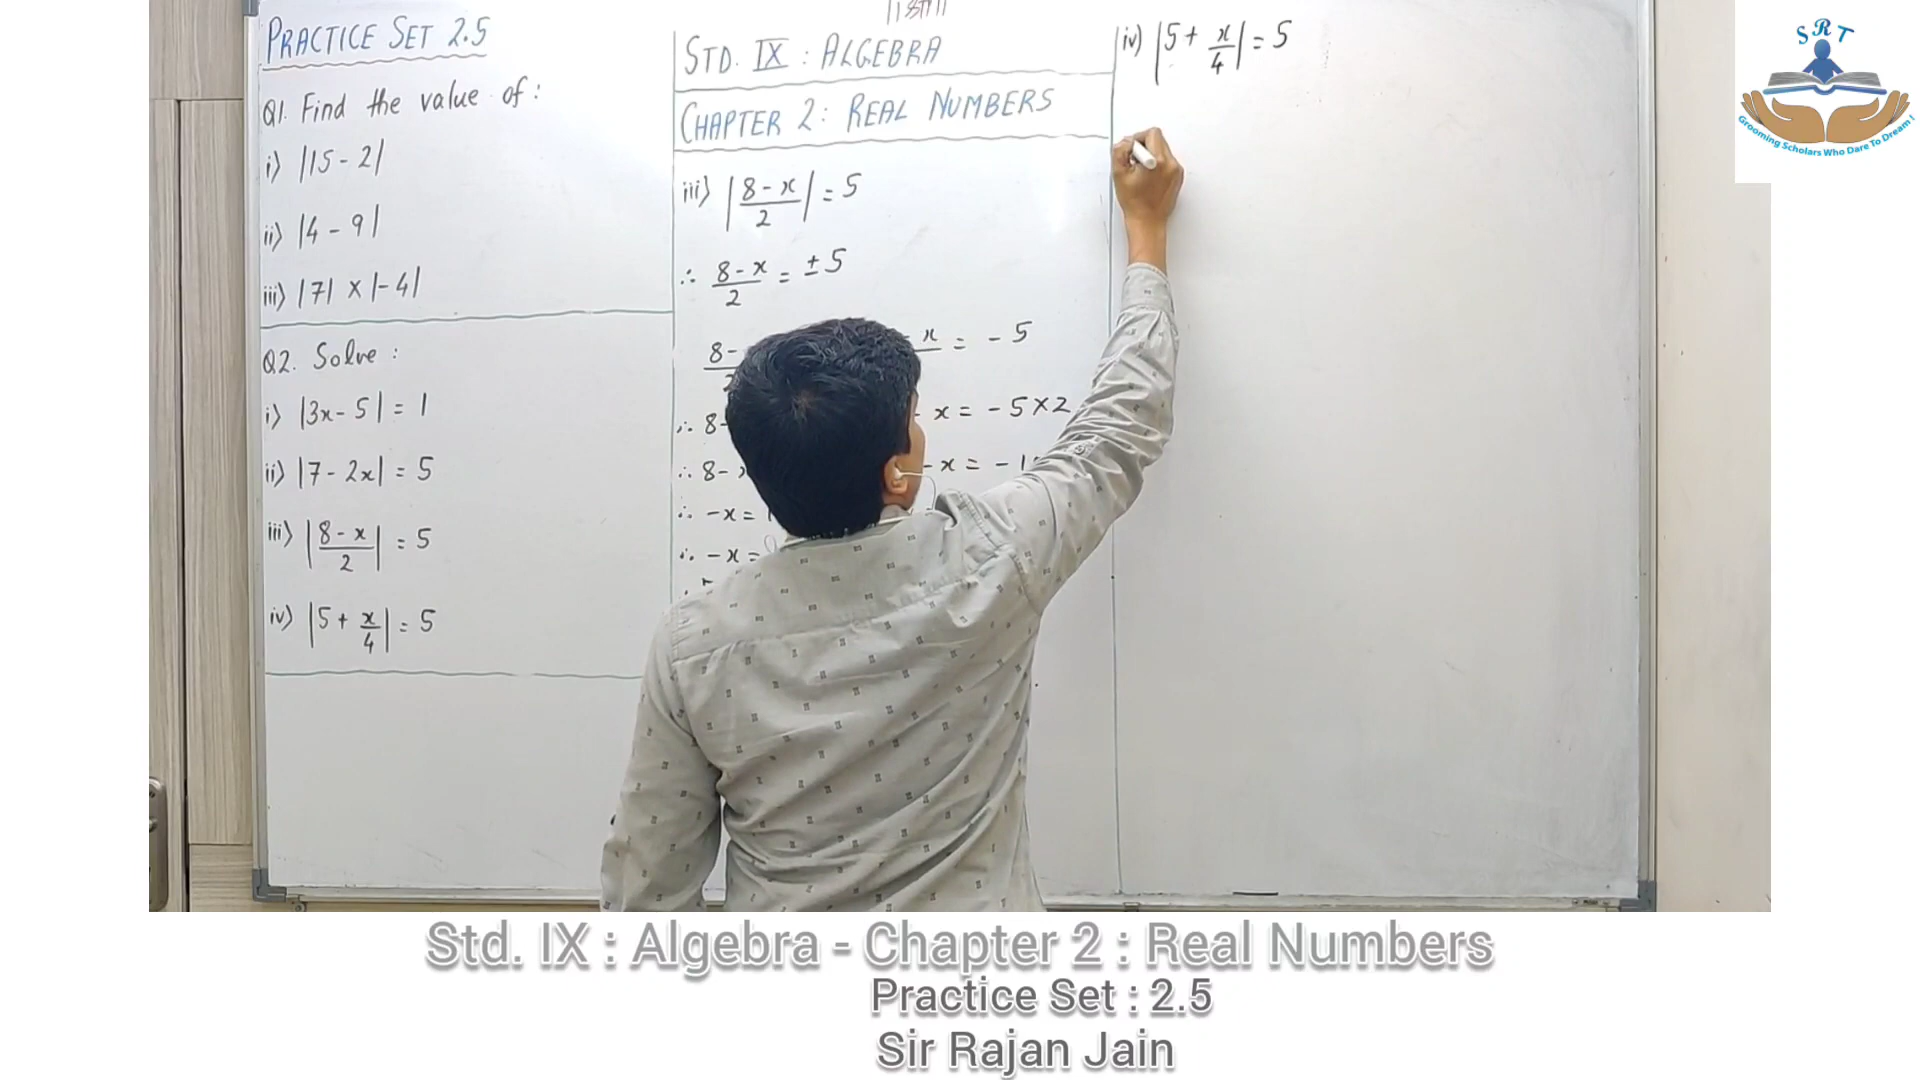 PRACTICE SET 2.5
Q1. Find the value of :
i) |15 - 2|
ii) |4 - 9|
iii) |7| × |-4|
Q2. Solve :
i) |3x - 5| = 1
ii) |7 - 2x| = 5
iii) |8 - x / 2| = 5
iv) |5 + x/4| = 5
STD. IX : ALGEBRA
CHAPTER 2 : REAL NUMBERS
iii) |8 - x / 2| = 5
∴ 8 - x / 2 = ± 5
8 - x = - 5
∴ 8 - x = - 5 × 2
∴ 8 - - x = - 1
∴ - x =
∴ - x =
iv) |5 + x/4| = 5
SRT
Grooming Scholars Who Dare To Dream !
Std. IX : Algebra - Chapter 2 : Real Numbers
Practice Set : 2.5
Sir Rajan Jain